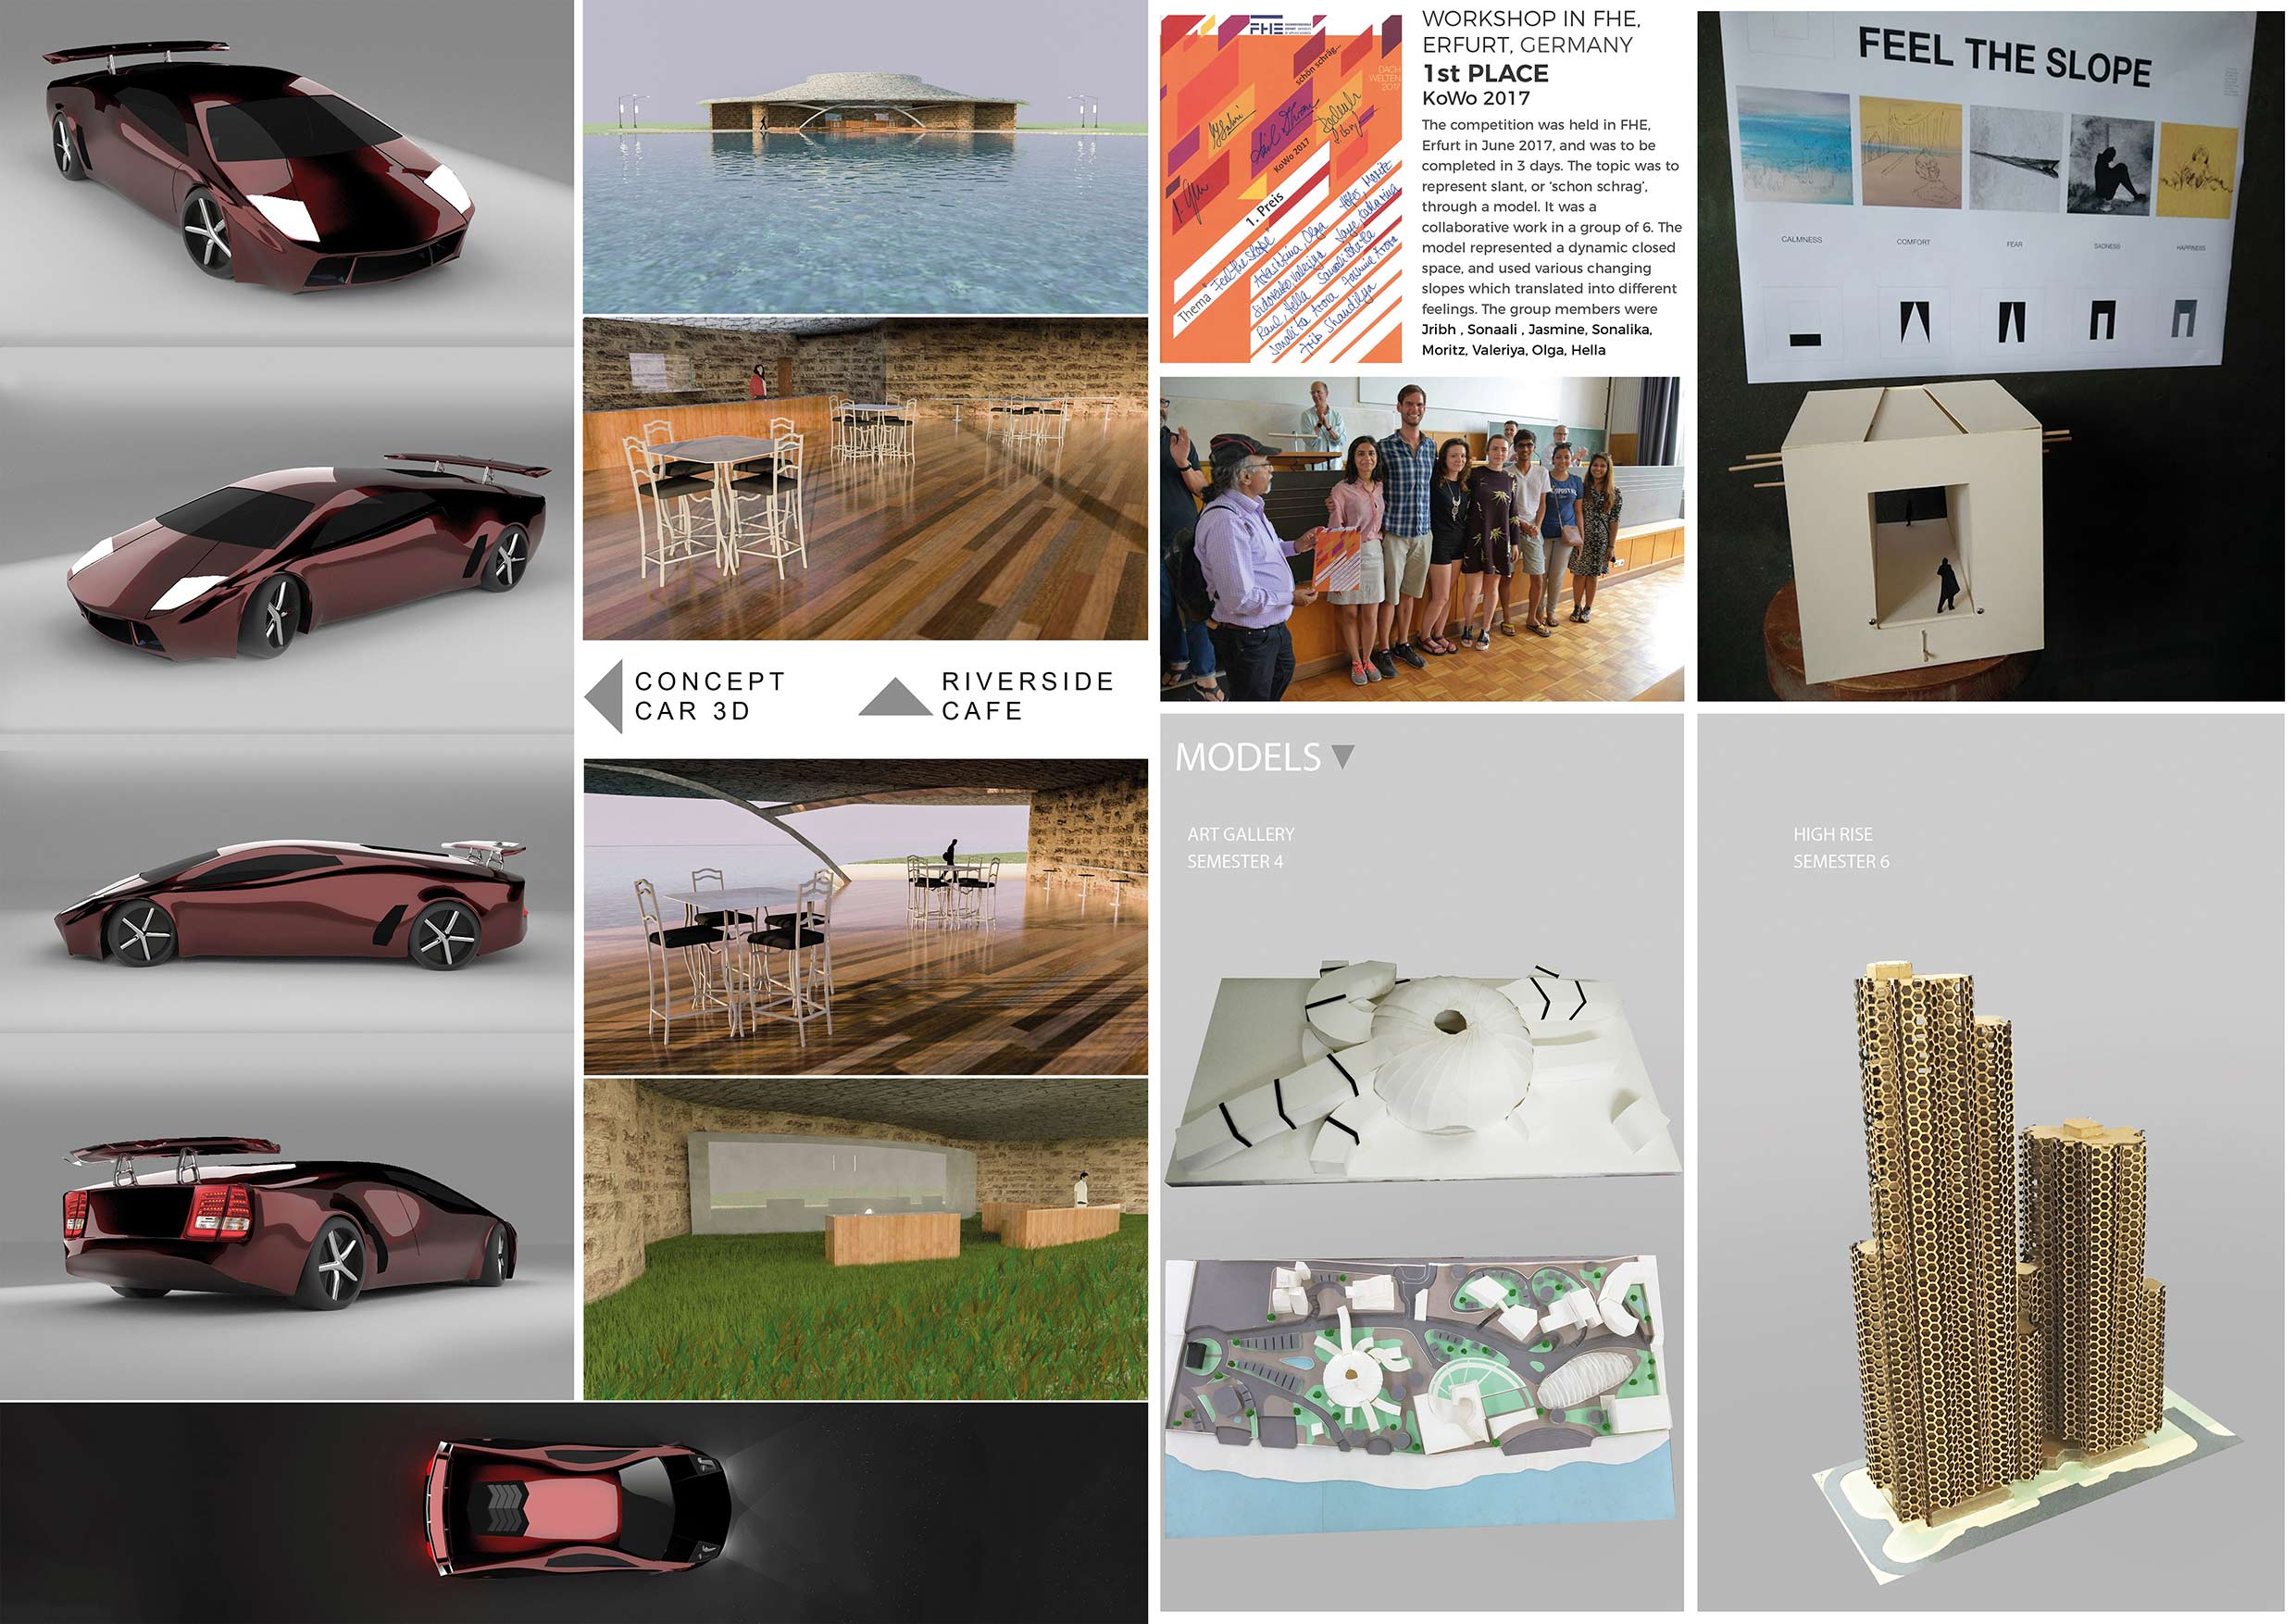 CONCEPT
CAR 3D
RIVERSIDE
CAFE
FHE
schön schräg...
DACH
WELTEN
2017
KoWo 2017
1. Preis
Thema "Feel the slope"
WORKSHOP IN FHE,
ERFURT, GERMANY
1st PLACE
KoWo 2017
The competition was held in FHE,
Erfurt in June 2017, and was to be
completed in 3 days. The topic was to
represent slant, or ‘schon schrag’,
through a model. It was a
collaborative work in a group of 6. The
model represented a dynamic closed
space, and used various changing
slopes which translated into different
feelings. The group members were
Jribh , Sonaali , Jasmine, Sonalika,
Moritz, Valeriya, Olga, Hella
FEEL THE SLOPE
CALMNESS
COMFORT
FEAR
SADNESS
HAPPINESS
MODELS
ART GALLERY
SEMESTER 4
HIGH RISE
SEMESTER 6